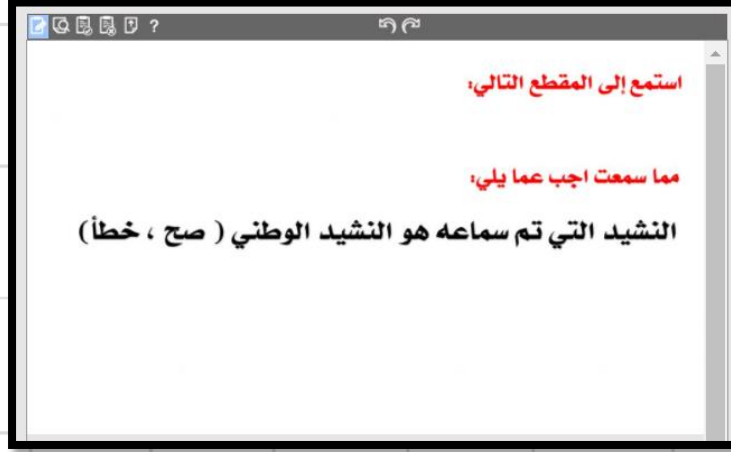 ?
استمع إلى المقطع التالي:
مما سمعت اجب عما يلي:
النشيد التي تم سماعه هو النشيد الوطني ( صح ، خطأ)